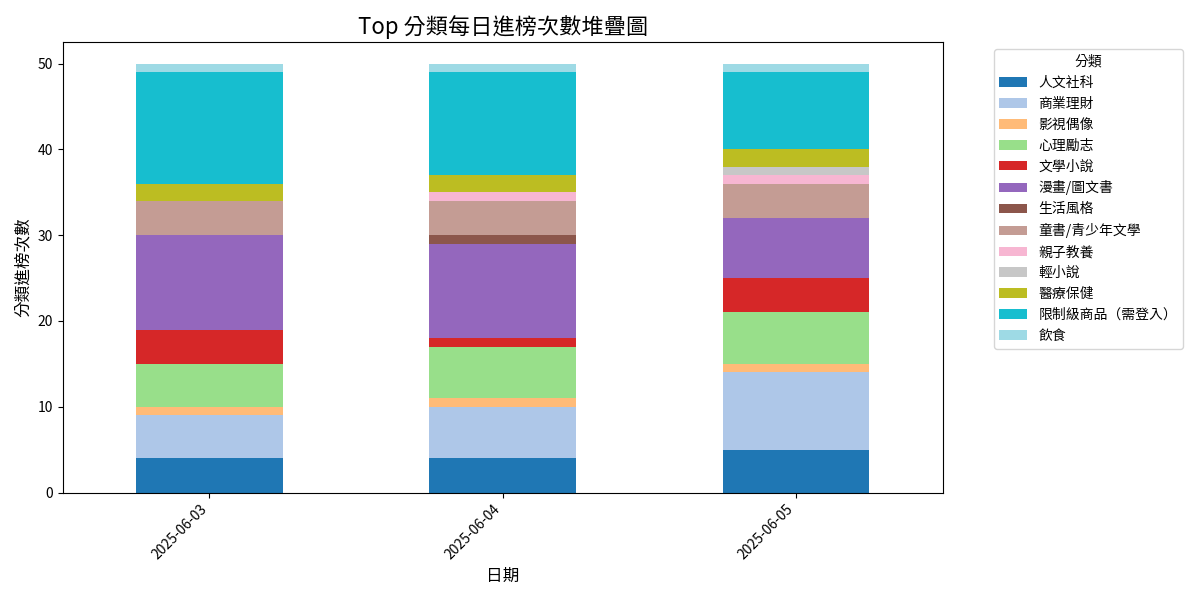 Top 分類每日進榜次數堆疊圖
分類進榜次數
50
40
30
20
10
0
2025-06-03
2025-06-04
2025-06-05
日期
分類
人文社科
商業理財
影視偶像
心理勵志
文學小說
漫畫/圖文書
生活風格
童書/青少年文學
親子教養
輕小說
醫療保健
限制級商品（需登入）
飲食